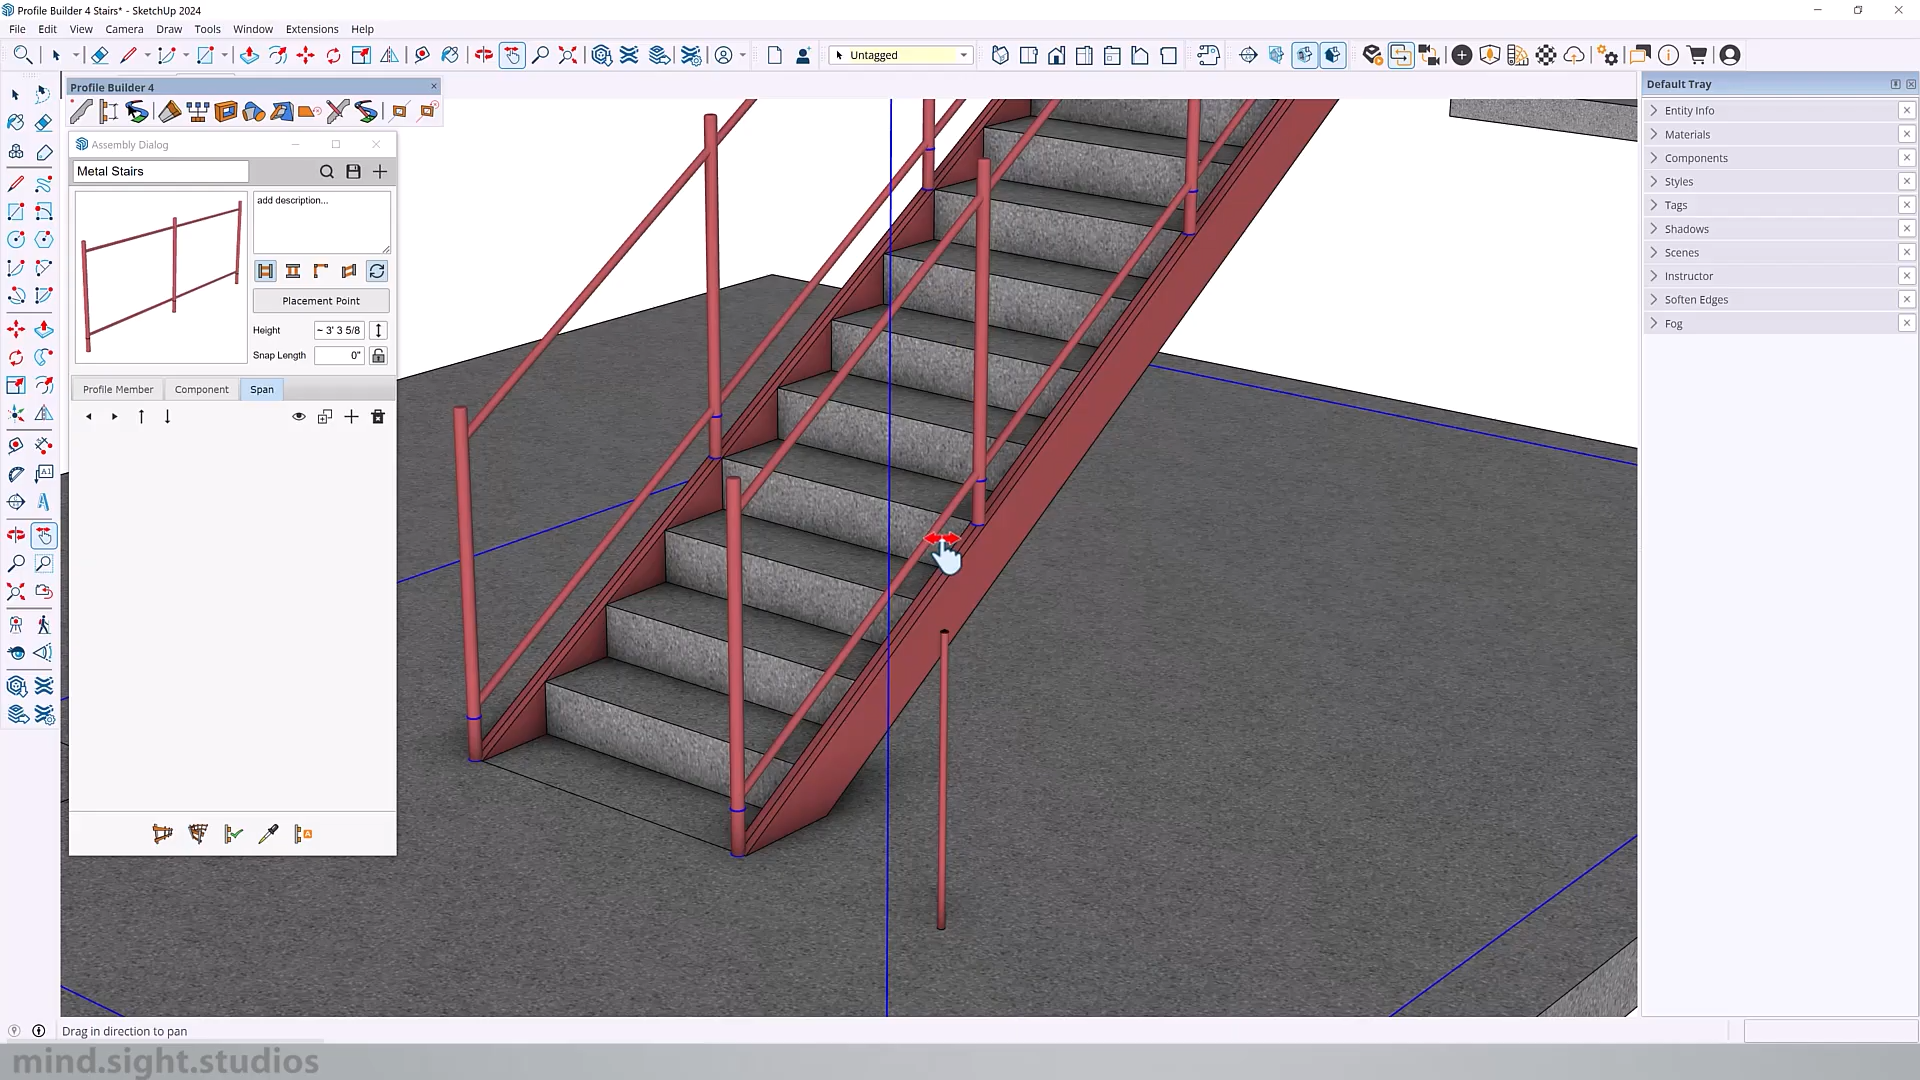 Profile Builder 4 Stairs* - SketchUp 2024
File Edit View Camera Draw Tools Window Extensions Help
Untagged
Profile Builder 4
Assembly Dialog
Metal Stairs
add description...
Placement Point
Height ~ 3' 3 5/8
Snap Length 0"
Profile Member Component Span
Default Tray
Entity Info
Materials
Components
Styles
Tags
Shadows
Scenes
Instructor
Soften Edges
Fog
Drag in direction to pan
mind.sight.studios